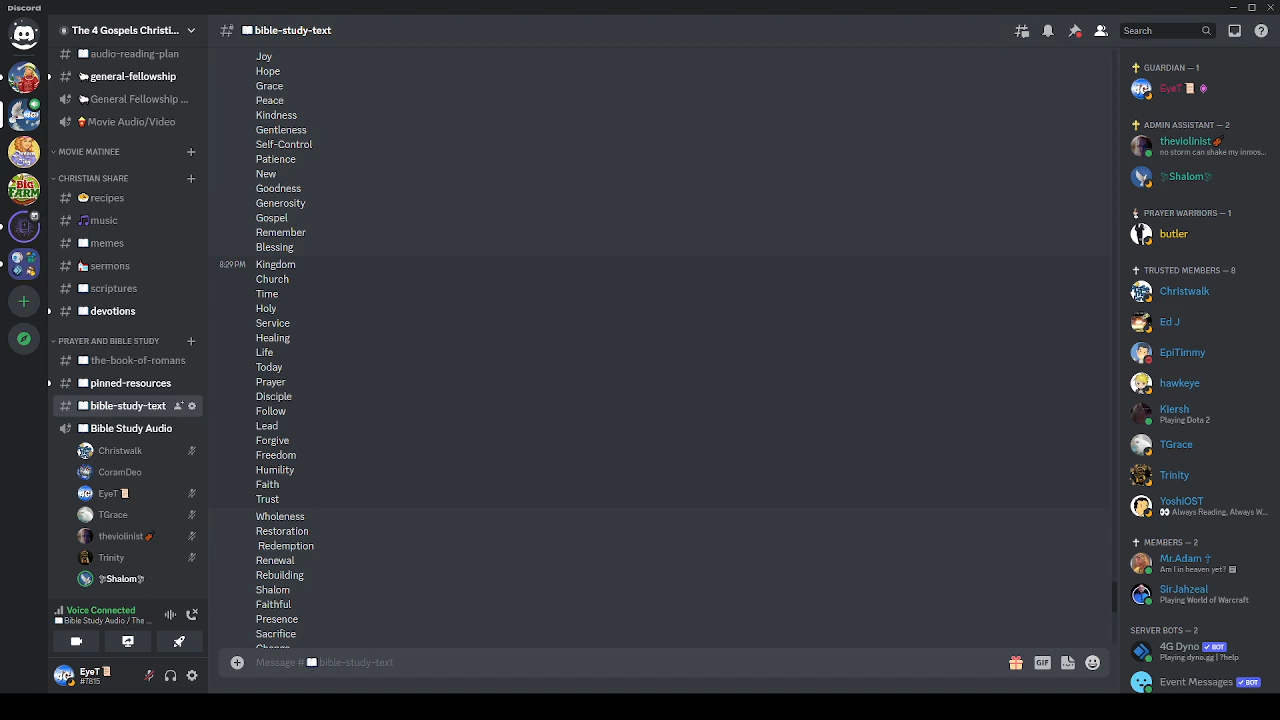 Discord
The 4 Gospels Christi...
bible-study-text
Search
audio-reading-plan
general-fellowship
General Fellowship ...
Movie Audio/Video
MOVIE MATINEE
CHRISTIAN SHARE
recipes
music
memes
sermons
scriptures
devotions
PRAYER AND BIBLE STUDY
the-book-of-romans
pinned-resources
bible-study-text
Bible Study Audio
Christwalk
CoramDeo
EyeT
TGrace
theviolinist
Trinity
Shalom
Voice Connected
Bible Study Audio / The ...
EyeT
#7815
Joy
Hope
Grace
Peace
Kindness
Gentleness
Self-Control
Patience
New
Goodness
Generosity
Gospel
Remember
Blessing
8:29 PM Kingdom
Church
Time
Holy
Service
Healing
Life
Today
Prayer
Disciple
Follow
Lead
Forgive
Freedom
Humility
Faith
Trust
Wholeness
Restoration
Redemption
Renewal
Rebuilding
Shalom
Faithful
Presence
Sacrifice
Message # bible-study-text
GIF
GUARDIAN — 1
EyeT
ADMIN ASSISTANT — 2
theviolinist
no storm can shake my inmos...
Shalom
PRAYER WARRIORS — 1
butler
TRUSTED MEMBERS — 8
Christwalk
Ed J
EpiTimmy
hawkeye
Kiersh
Playing Dota 2
TGrace
Trinity
YoshiOST
Always Reading, Always W...
MEMBERS — 2
Mr.Adam
Am I in heaven yet?
SirJahzeal
Playing World of Warcraft
SERVER BOTS — 2
4G Dyno BOT
Playing dyno.gg | ?help
Event Messages BOT